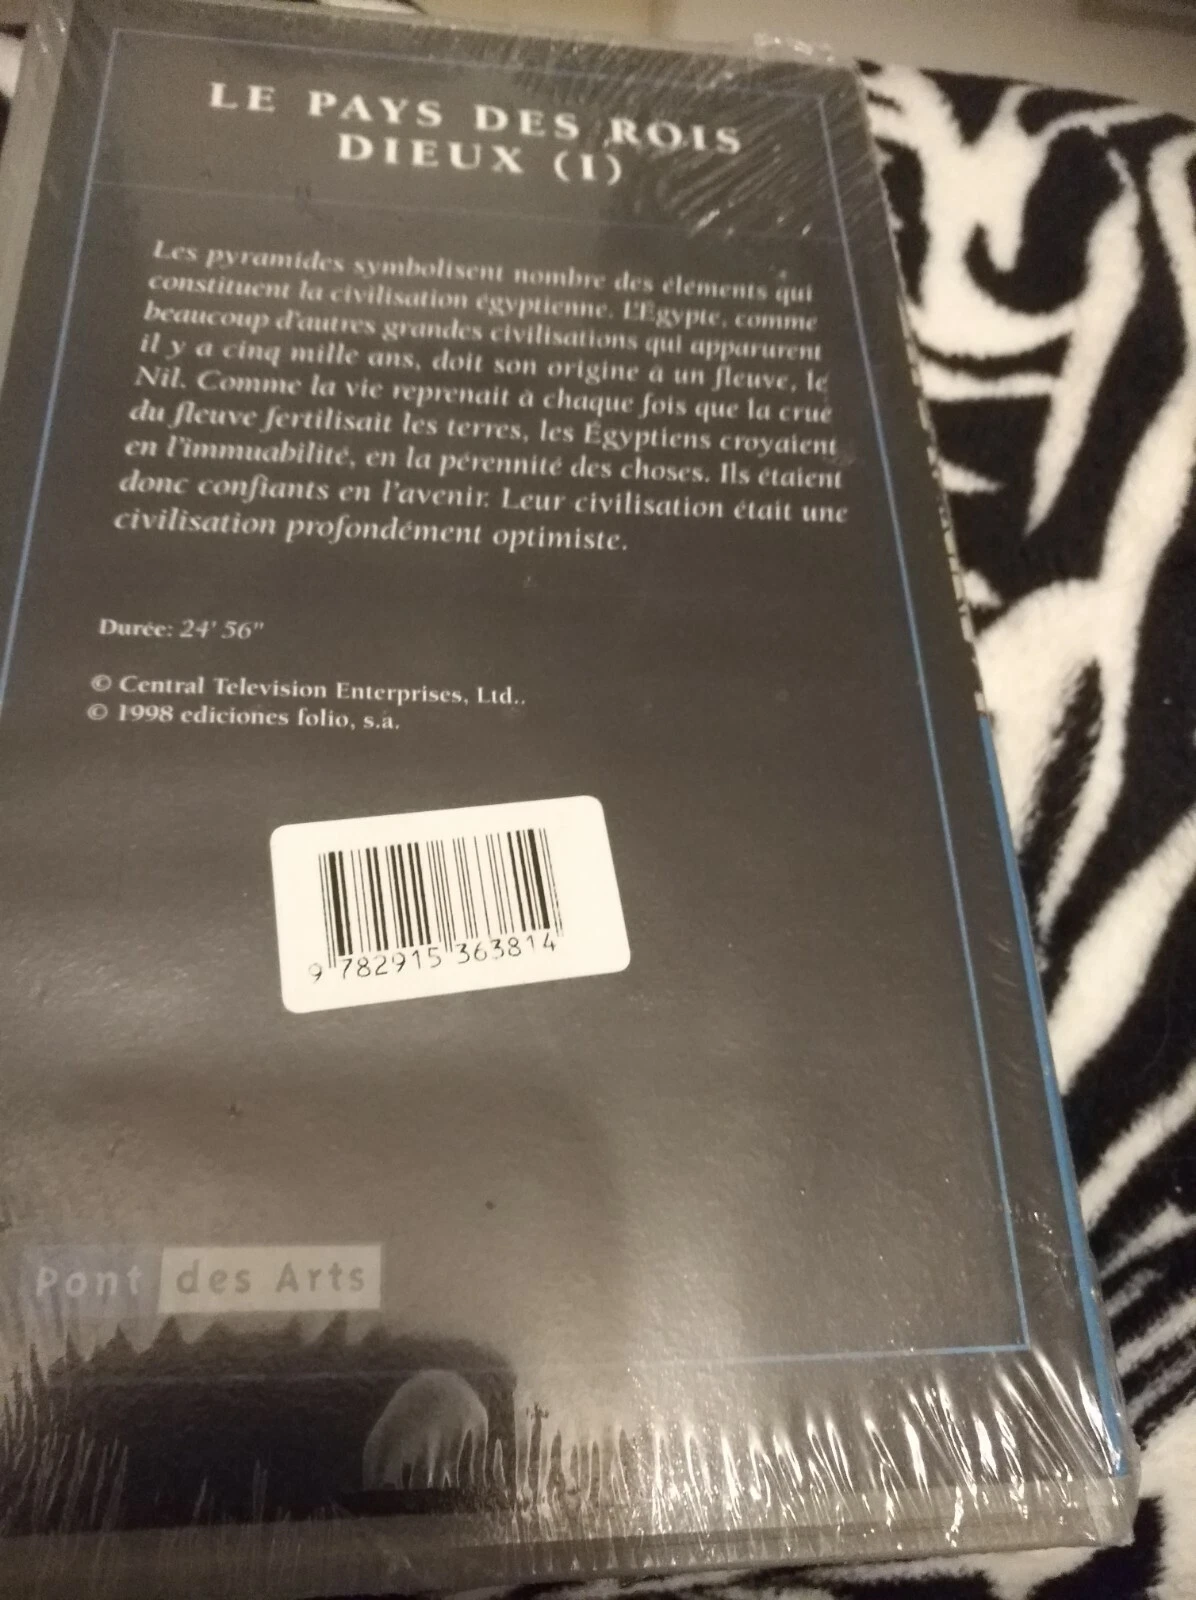 LE PAYS DES ROIS
DIEUX (I)
Les pyramides symbolisent nombre des éléments qui
constituent la civilisation égyptienne. L'Égypte, comme
beaucoup d'autres grandes civilisations qui apparurent
il y a cinq mille ans, doit son origine à un fleuve, le
Nil. Comme la vie reprenait à chaque fois que la crue
du fleuve fertilisait les terres, les Égyptiens croyaient
en l'immuabilité, en la pérennité des choses. Ils étaient
donc confiants en l'avenir. Leur civilisation était une
civilisation profondément optimiste.
Durée: 24' 56"
© Central Television Enterprises, Ltd..
© 1998 ediciones folio, s.a.
9 782915 363814
Pont des Arts